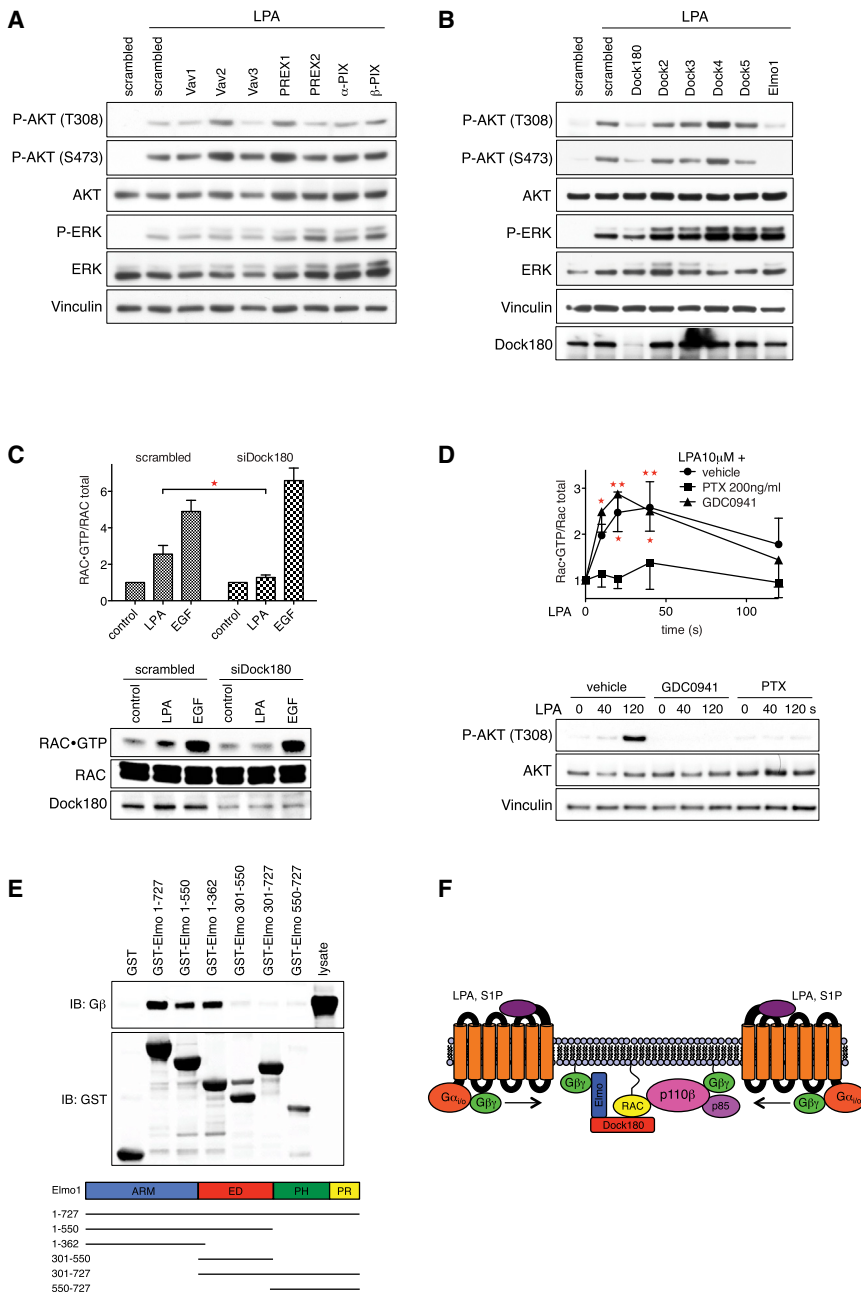 A
LPA
scrambled
scrambled
Vav1
Vav2
Vav3
PREX1
PREX2
α-PIX
β-PIX
P-AKT (T308)
P-AKT (S473)
AKT
P-ERK
ERK
Vinculin
B
LPA
scrambled
scrambled
Dock180
Dock2
Dock3
Dock4
Dock5
Elmo1
P-AKT (T308)
P-AKT (S473)
AKT
P-ERK
ERK
Vinculin
Dock180
C
scrambled siDock180
RAC•GTP/RAC total
6
4
2
0
control LPA EGF control LPA EGF
scrambled siDock180
control LPA EGF control LPA EGF
RAC•GTP
RAC
Dock180
D
LPA10μM +
vehicle
PTX 200ng/ml
GDC0941
Rac•GTP/Rac total
3
2
1
LPA 0 50 100
time (s)
vehicle GDC0941 PTX
LPA 0 40 120 0 40 120 0 40 120 s
P-AKT (T308)
AKT
Vinculin
E
GST
GST-Elmo 1-727
GST-Elmo 1-550
GST-Elmo 1-362
GST-Elmo 301-550
GST-Elmo 301-727
GST-Elmo 550-727
lysate
IB: Gβ
IB: GST
Elmo1 ARM ED PH PR
1-727
1-550
1-362
301-550
301-727
550-727
F
LPA, S1P LPA, S1P
Gαi/o Gβγ Gβγ Elmo RAC Dock180 p110β Gβγ p85 Gβγ Gαi/o